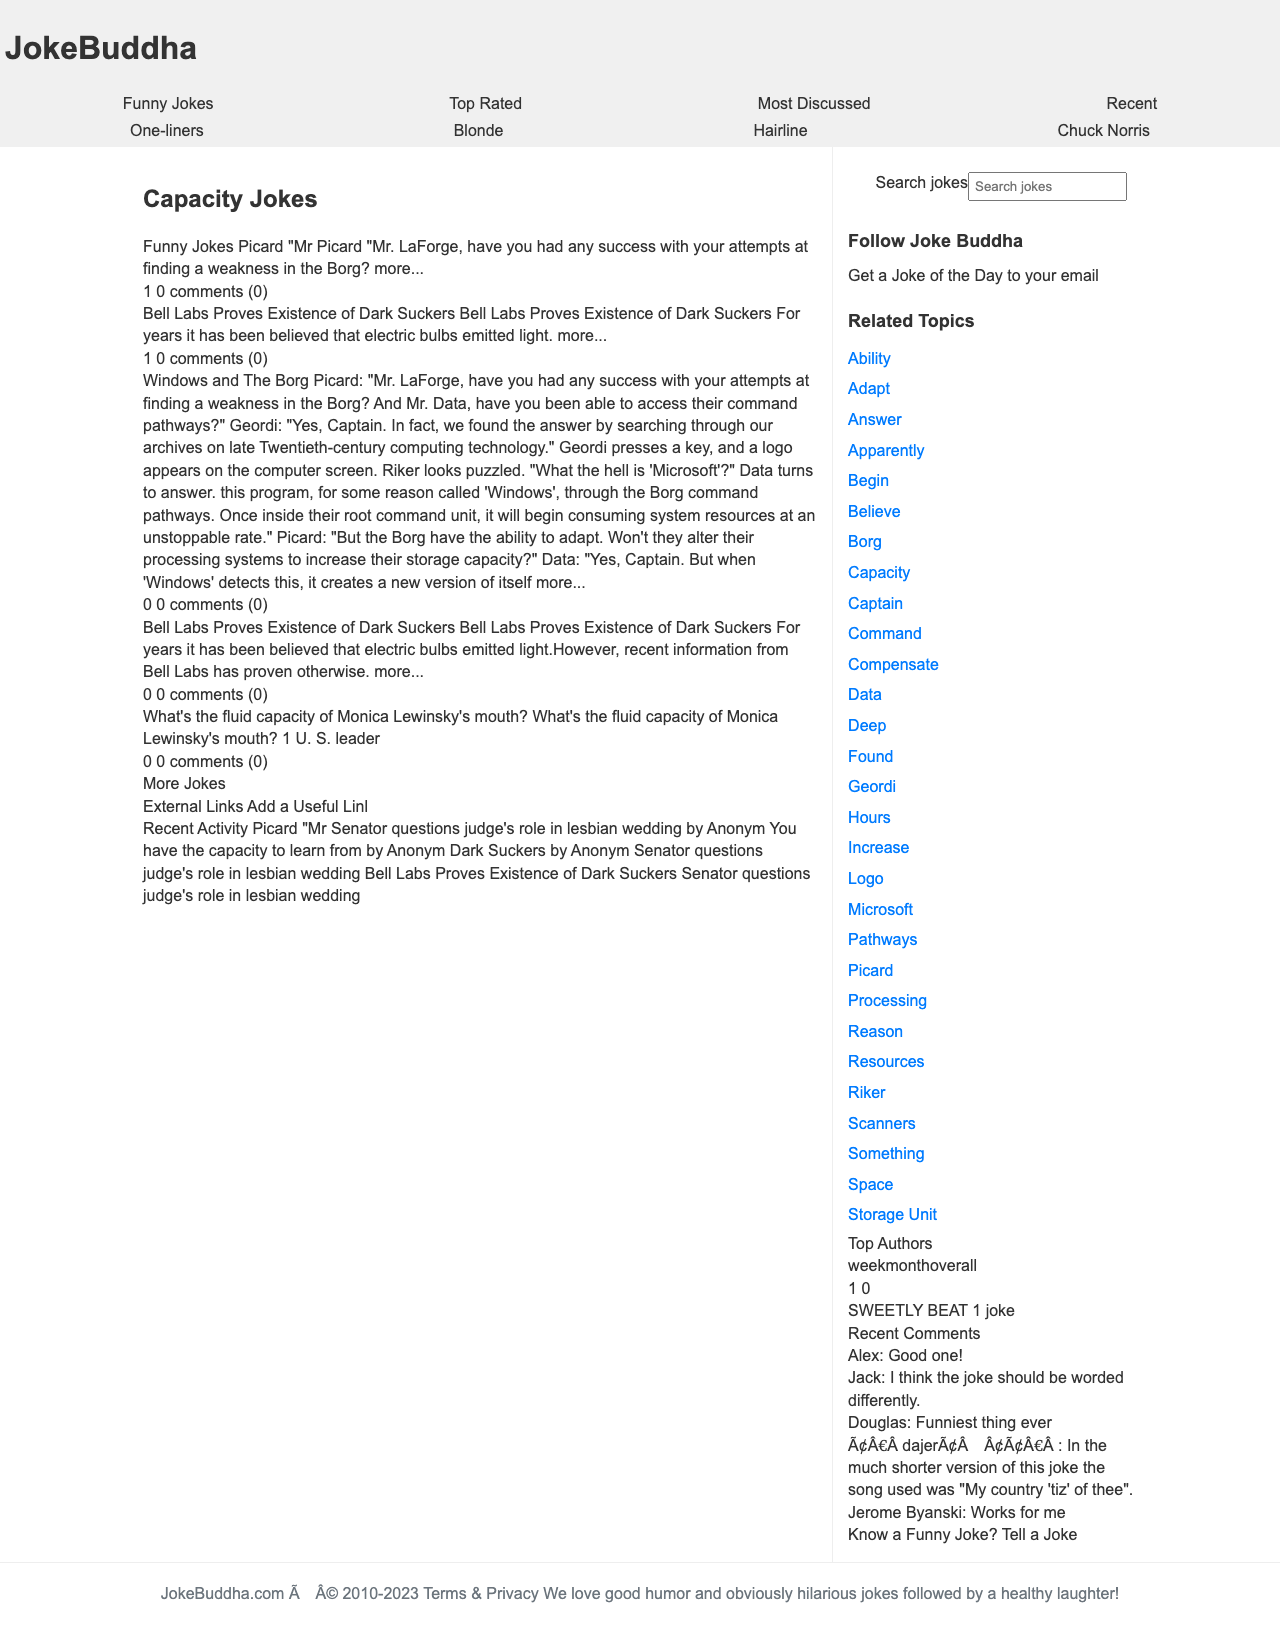 JokeBuddha
Funny Jokes Top Rated Most Discussed Recent
One-liners Blonde Hairline Chuck Norris
Capacity Jokes
Funny Jokes Picard "Mr Picard "Mr. LaForge, have you had any success with your attempts at
finding a weakness in the Borg? more...
1 0 comments (0)
Bell Labs Proves Existence of Dark Suckers Bell Labs Proves Existence of Dark Suckers For
years it has been believed that electric bulbs emitted light. more...
1 0 comments (0)
Windows and The Borg Picard: "Mr. LaForge, have you had any success with your attempts at
finding a weakness in the Borg? And Mr. Data, have you been able to access their command
pathways?" Geordi: "Yes, Captain. In fact, we found the answer by searching through our
archives on late Twentieth-century computing technology." Geordi presses a key, and a logo
appears on the computer screen. Riker looks puzzled. "What the hell is 'Microsoft'?" Data turns
to answer. this program, for some reason called 'Windows', through the Borg command
pathways. Once inside their root command unit, it will begin consuming system resources at an
unstoppable rate." Picard: "But the Borg have the ability to adapt. Won't they alter their
processing systems to increase their storage capacity?" Data: "Yes, Captain. But when
'Windows' detects this, it creates a new version of itself more...
0 0 comments (0)
Bell Labs Proves Existence of Dark Suckers Bell Labs Proves Existence of Dark Suckers For
years it has been believed that electric bulbs emitted light.However, recent information from
Bell Labs has proven otherwise. more...
0 0 comments (0)
What's the fluid capacity of Monica Lewinsky's mouth? What's the fluid capacity of Monica
Lewinsky's mouth? 1 U. S. leader
0 0 comments (0)
More Jokes
External Links Add a Useful Linl
Recent Activity Picard "Mr Senator questions judge's role in lesbian wedding by Anonym You
have the capacity to learn from by Anonym Dark Suckers by Anonym Senator questions
judge's role in lesbian wedding Bell Labs Proves Existence of Dark Suckers Senator questions
judge's role in lesbian wedding
Search jokes Search jokes
Follow Joke Buddha
Get a Joke of the Day to your email
Related Topics
Ability
Adapt
Answer
Apparently
Begin
Believe
Borg
Capacity
Captain
Command
Compensate
Data
Deep
Found
Geordi
Hours
Increase
Logo
Microsoft
Pathways
Picard
Processing
Reason
Resources
Riker
Scanners
Something
Space
Storage Unit
Top Authors
weekmonthoverall
1 0
SWEETLY BEAT 1 joke
Recent Comments
Alex: Good one!
Jack: I think the joke should be worded
differently.
Douglas: Funniest thing ever
Ã¢Â€Â dajerÃ¢Â Â¢Ã¢Â€Â : In the
much shorter version of this joke the
song used was "My country 'tiz' of thee".
Jerome Byanski: Works for me
Know a Funny Joke? Tell a Joke
JokeBuddha.com Ã Â© 2010-2023 Terms & Privacy We love good humor and obviously hilarious jokes followed by a healthy laughter!